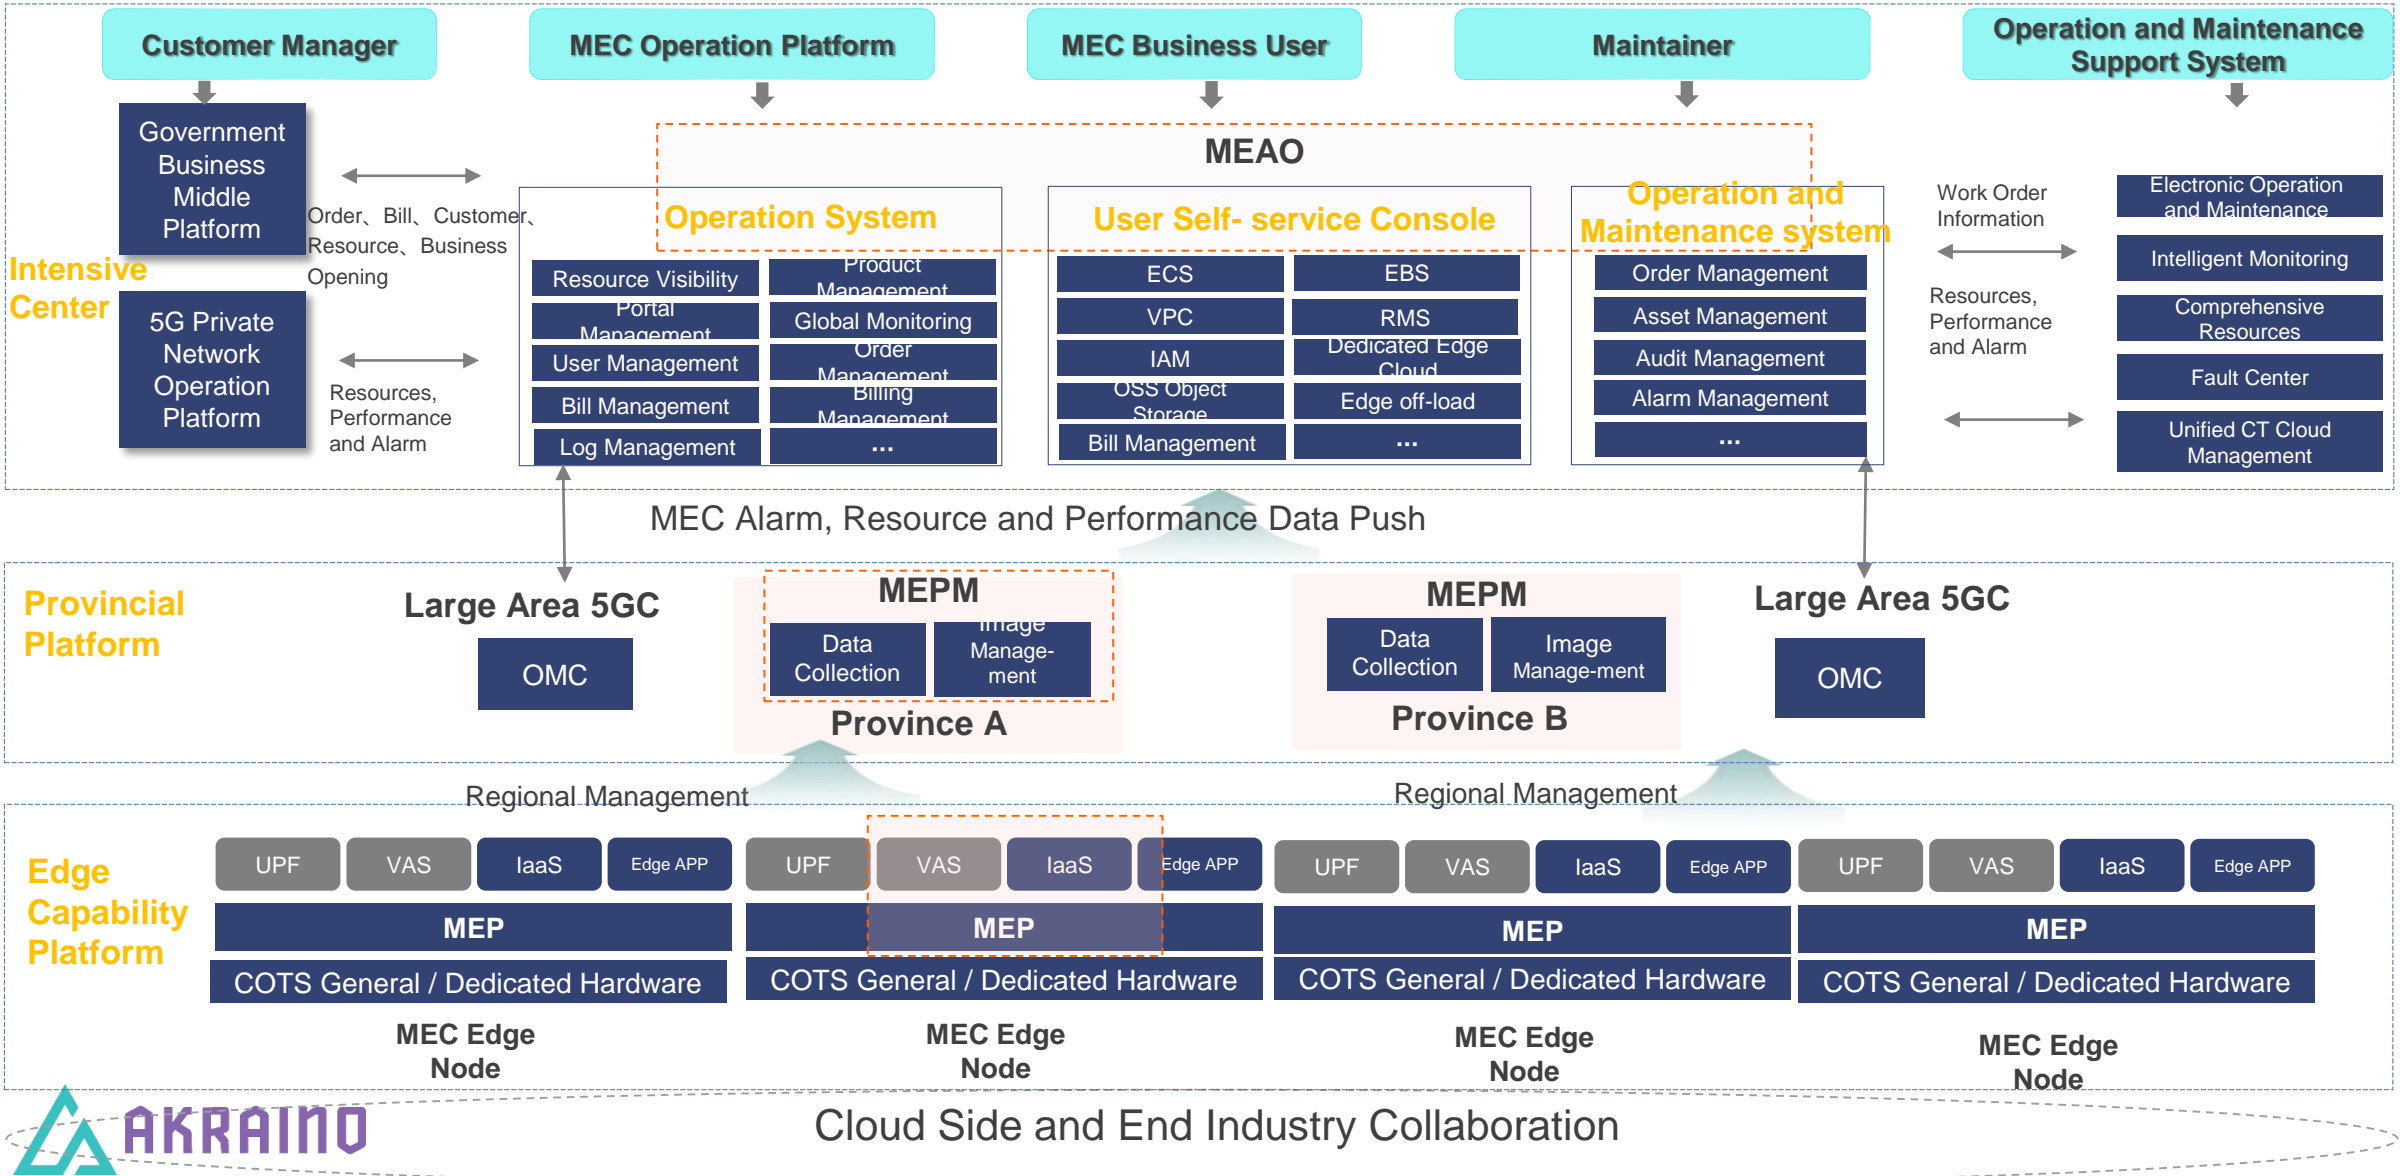 Customer Manager
MEC Operation Platform
MEC Business User
Maintainer
Operation and Maintenance
Support System
Government
Business
Middle
Platform
MEAO
Order、Bill、Customer、
Resource、Business
Opening
Intensive
Center
5G Private
Network
Operation
Platform
Resources,
Performance
and Alarm
Operation System
Resource Visibility
Product
Management
Portal
Management
Global Monitoring
User Management
Order
Management
Bill Management
Billing
Management
Log Management
...
User Self- service Console
ECS
EBS
VPC
RMS
IAM
Dedicated Edge
Cloud
OSS Object
Storage
Edge off-load
Bill Management
...
Operation and
Maintenance system
Order Management
Asset Management
Audit Management
Alarm Management
...
Work Order
Information
Resources,
Performance
and Alarm
Electronic Operation
and Maintenance
Intelligent Monitoring
Comprehensive
Resources
Fault Center
Unified CT Cloud
Management
MEC Alarm, Resource and Performance Data Push
Provincial
Platform
Large Area 5GC
OMC
MEPM
Data
Collection
Image
Manage-
ment
Province A
MEPM
Data
Collection
Image
Manage-ment
Province B
Large Area 5GC
OMC
Regional Management
Regional Management
Edge
Capability
Platform
UPF
VAS
IaaS
Edge APP
MEP
COTS General / Dedicated Hardware
MEC Edge
Node
UPF
VAS
IaaS
Edge APP
MEP
COTS General / Dedicated Hardware
MEC Edge
Node
UPF
VAS
IaaS
Edge APP
MEP
COTS General / Dedicated Hardware
MEC Edge
Node
UPF
VAS
IaaS
Edge APP
MEP
COTS General / Dedicated Hardware
MEC Edge
Node
AKRAINO
Cloud Side and End Industry Collaboration